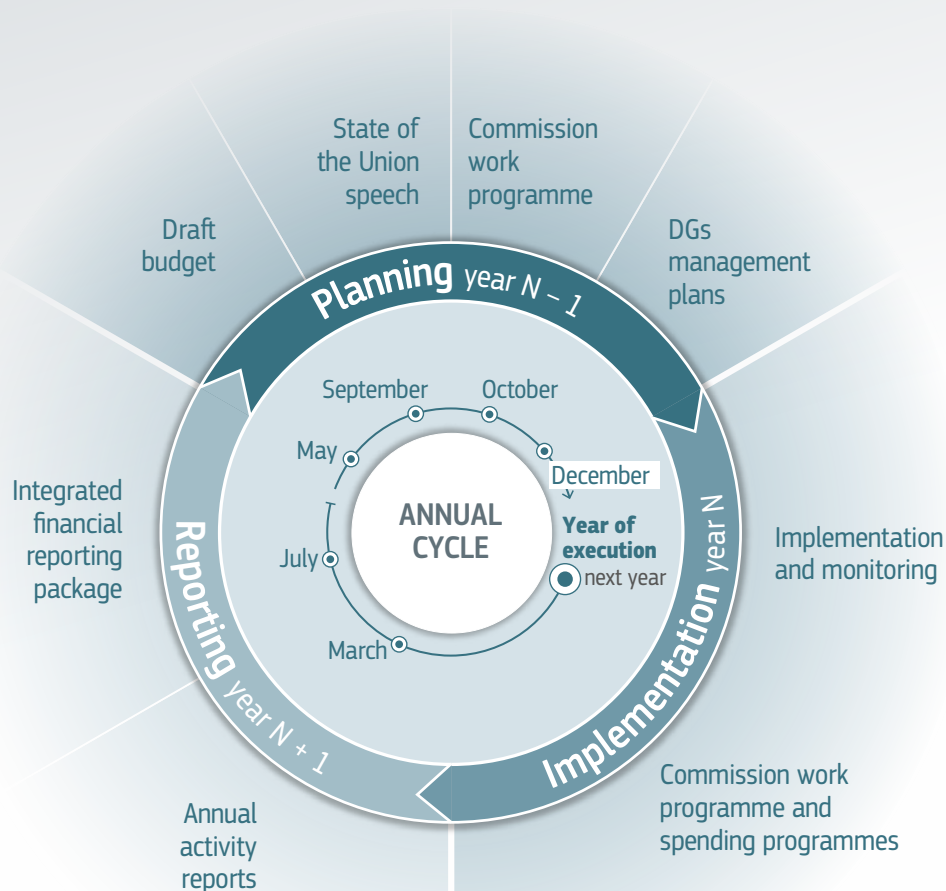 State of
the Union
speech
Commission
work
programme
Draft
budget
DGs
management
plans
Planning year N – 1
September
October
May
December
ANNUAL
CYCLE
Year of
execution
next year
July
March
Integrated
financial
reporting
package
Reporting year N + 1
Implementation year N
Implementation
and monitoring
Commission work
programme and
spending programmes
Annual
activity
reports